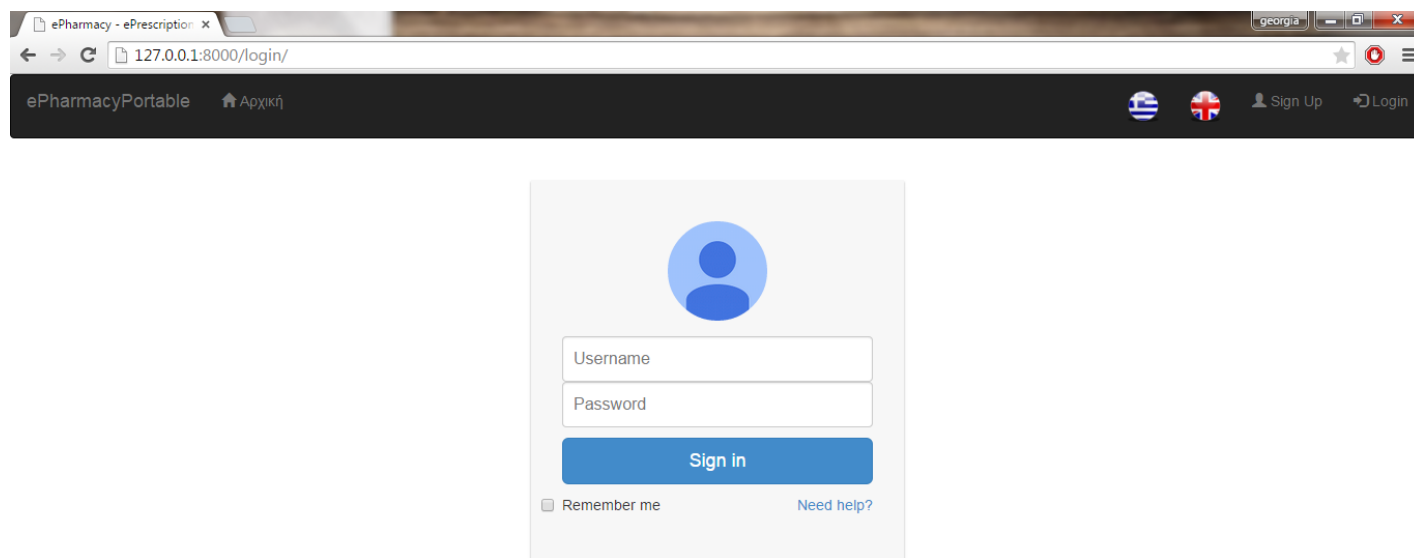 ePharmacy - ePrescription
georgia
127.0.0.1:8000/login/
ePharmacyPortable Αρχική Sign Up Login
Username
Password
Sign in
Remember me Need help?